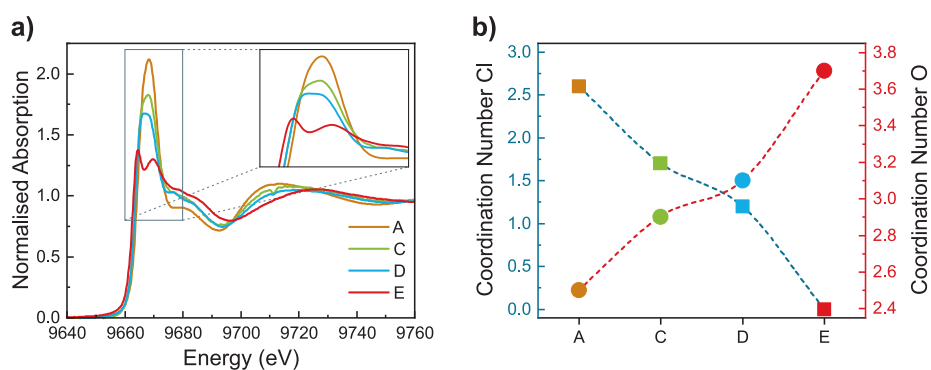 a)
Normalised Absorption
2.0
1.5
1.0
0.5
0.0
9640
9660
9680
9700
9720
9740
9760
Energy (eV)
A
C
D
E
b)
Coordination Number Cl
3.0
2.5
2.0
1.5
1.0
0.5
0.0
A
C
D
E
3.8
3.6
3.4
3.2
3.0
2.8
2.6
2.4
Coordination Number O